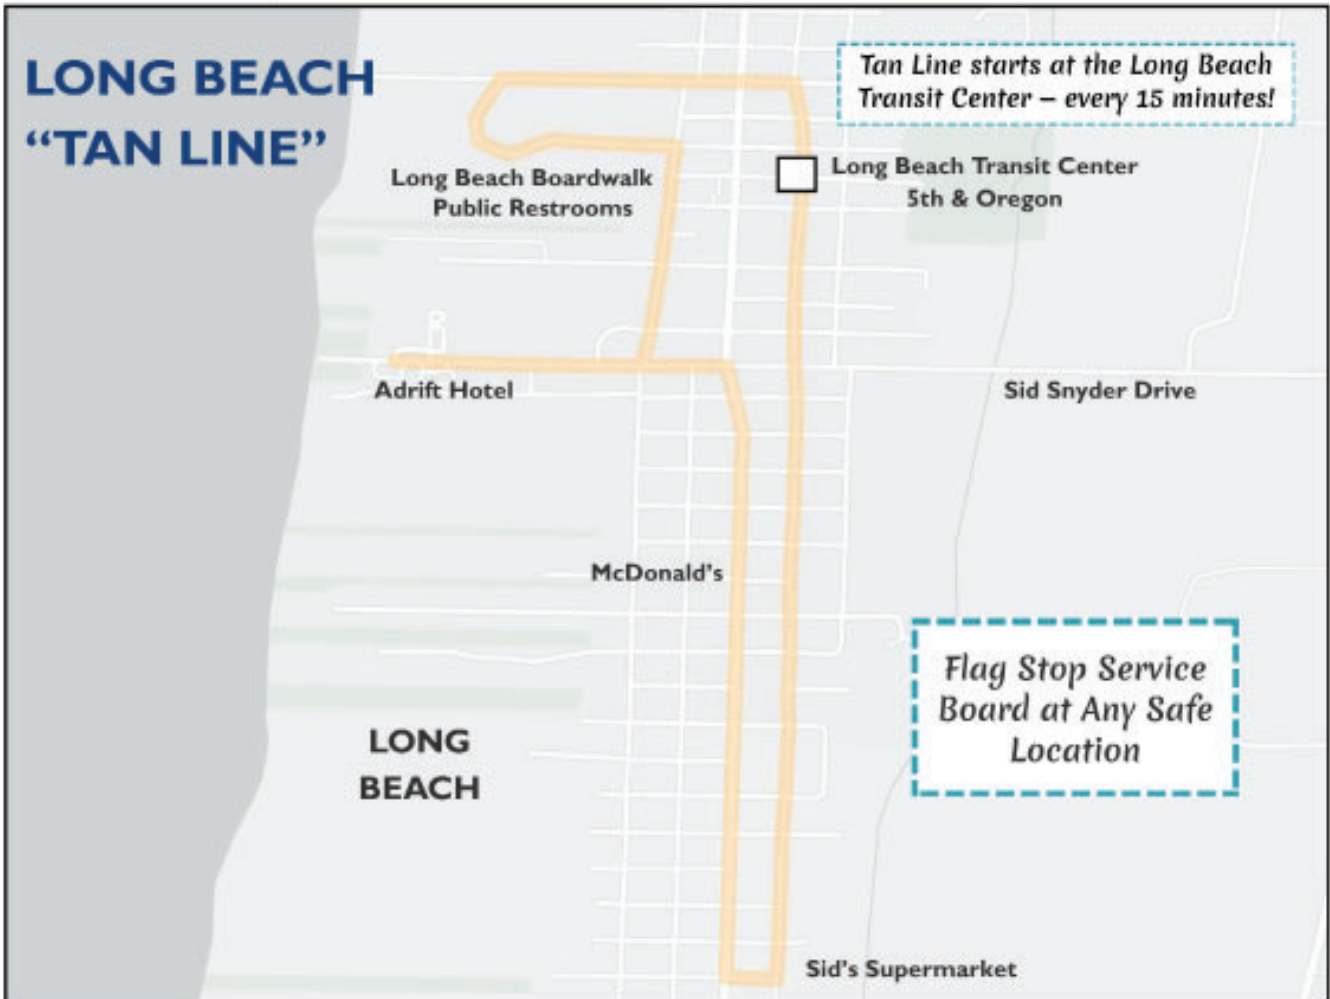 LONG BEACH
“TAN LINE”
Tan Line starts at the Long Beach
Transit Center – every 15 minutes!
Long Beach Boardwalk
Public Restrooms
Long Beach Transit Center
5th & Oregon
Adrift Hotel
Sid Snyder Drive
McDonald's
Flag Stop Service
Board at Any Safe
Location
LONG
BEACH
Sid's Supermarket